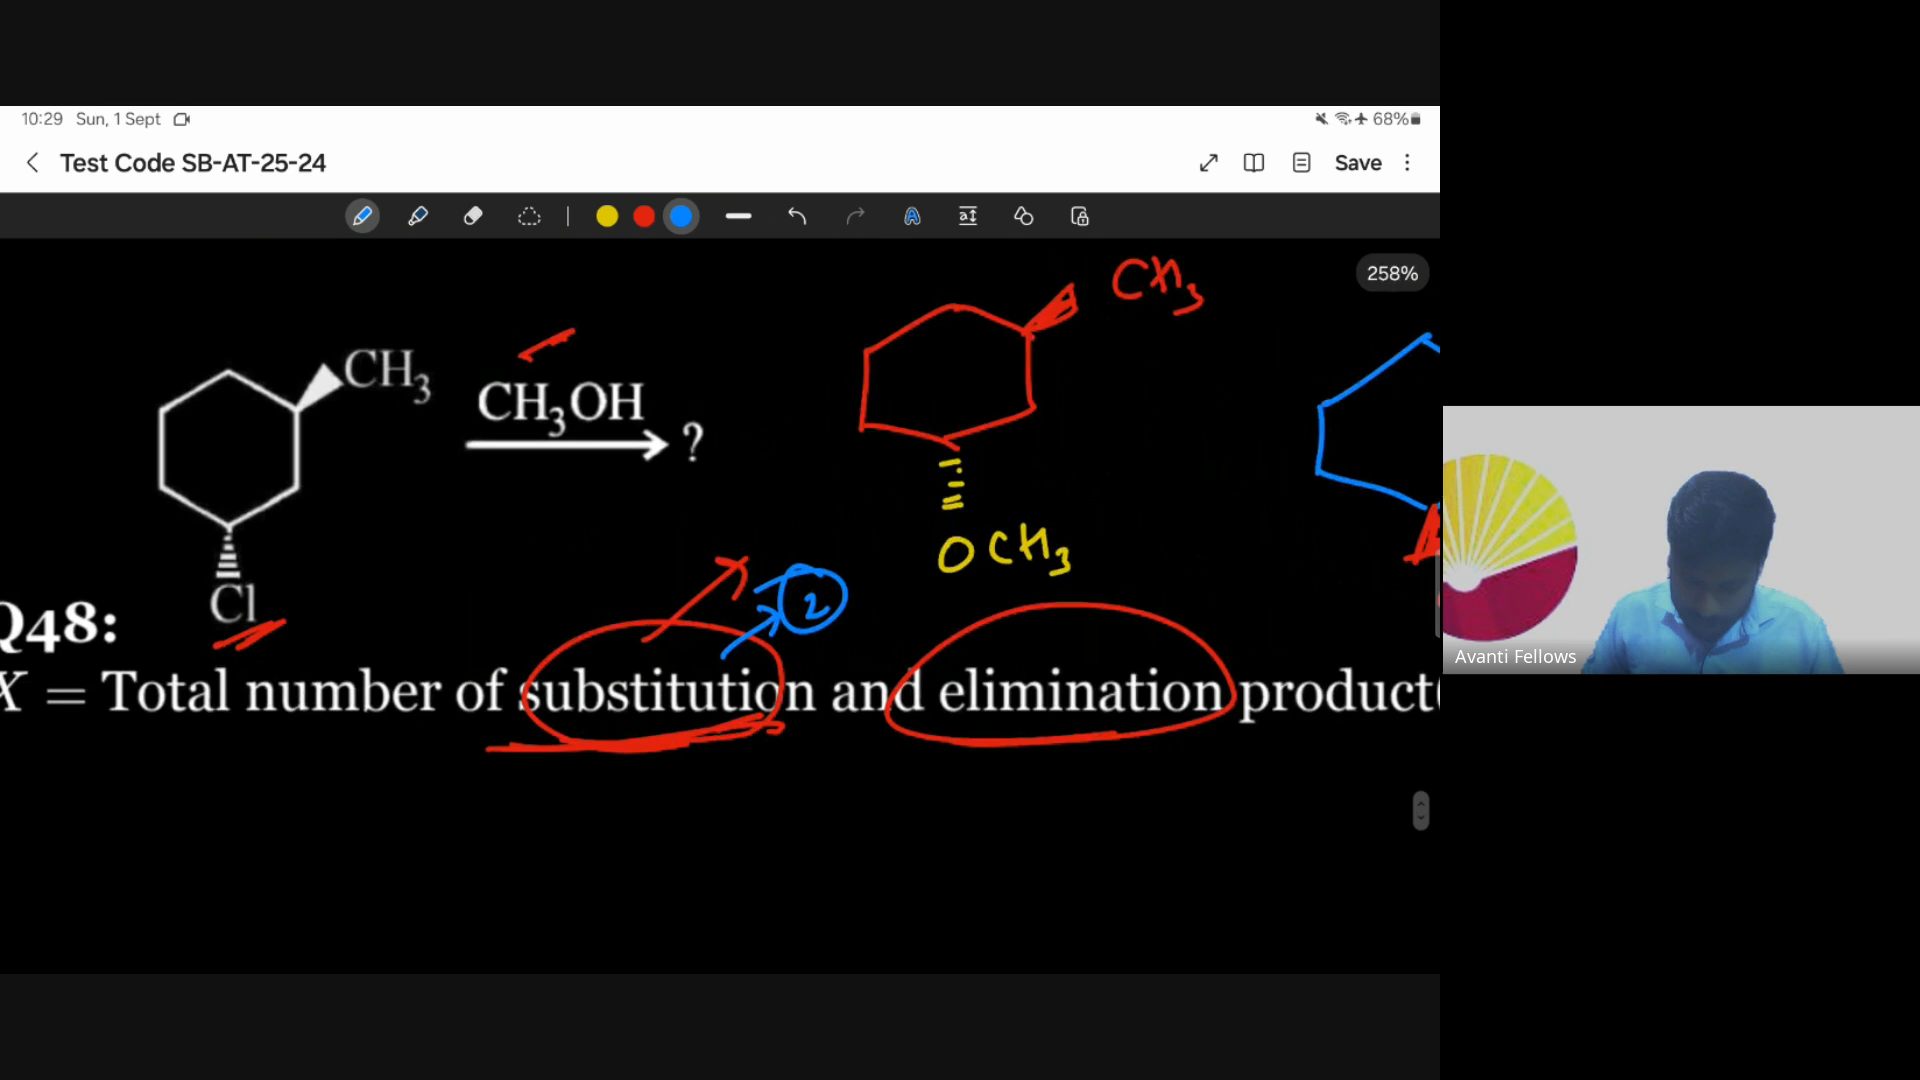 10:29 Sun, 1 Sept
68%
Test Code SB-AT-25-24
Save
258%
CH3
CH3
CH3OH
?
OCH3
Cl
2
Q48:
X = Total number of substitution and elimination product
Avanti Fellows